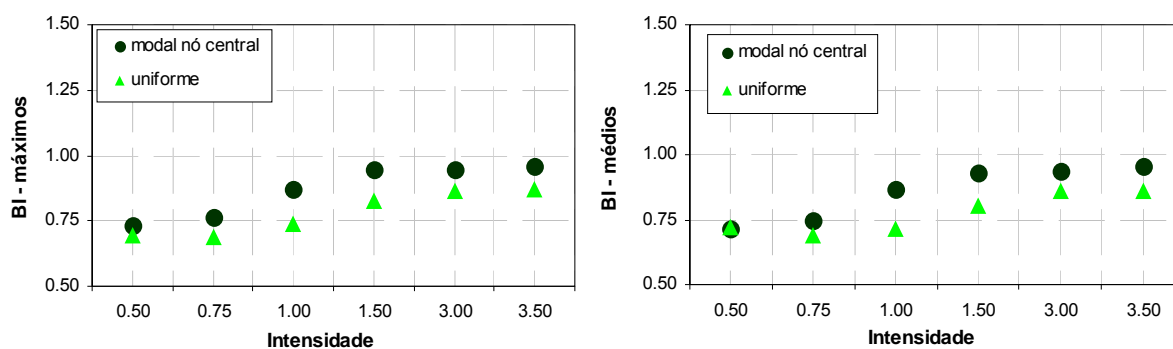 1.50
1.25
1.00
0.75
0.50
BI - máximos
modal nó central
uniforme
0.50 0.75 1.00 1.50 3.00 3.50
Intensidade
1.50
1.25
1.00
0.75
0.50
BI - médios
modal nó central
uniforme
0.50 0.75 1.00 1.50 3.00 3.50
Intensidade